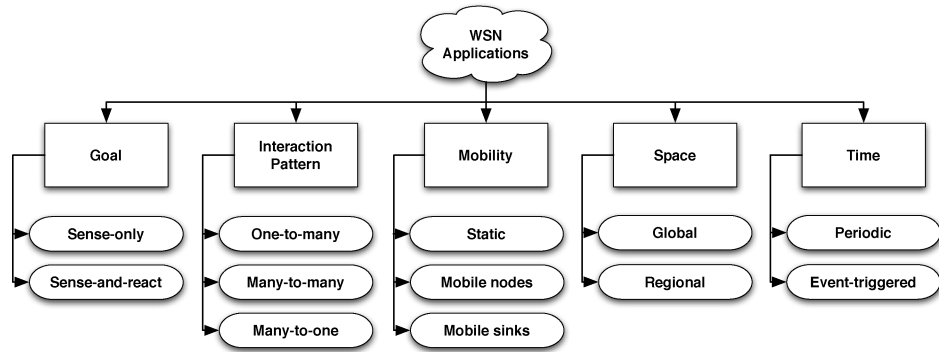 WSN
Applications
Goal
Interaction
Pattern
Mobility
Space
Time
Sense-only
One-to-many
Static
Global
Periodic
Sense-and-react
Many-to-many
Mobile nodes
Regional
Event-triggered
Many-to-one
Mobile sinks